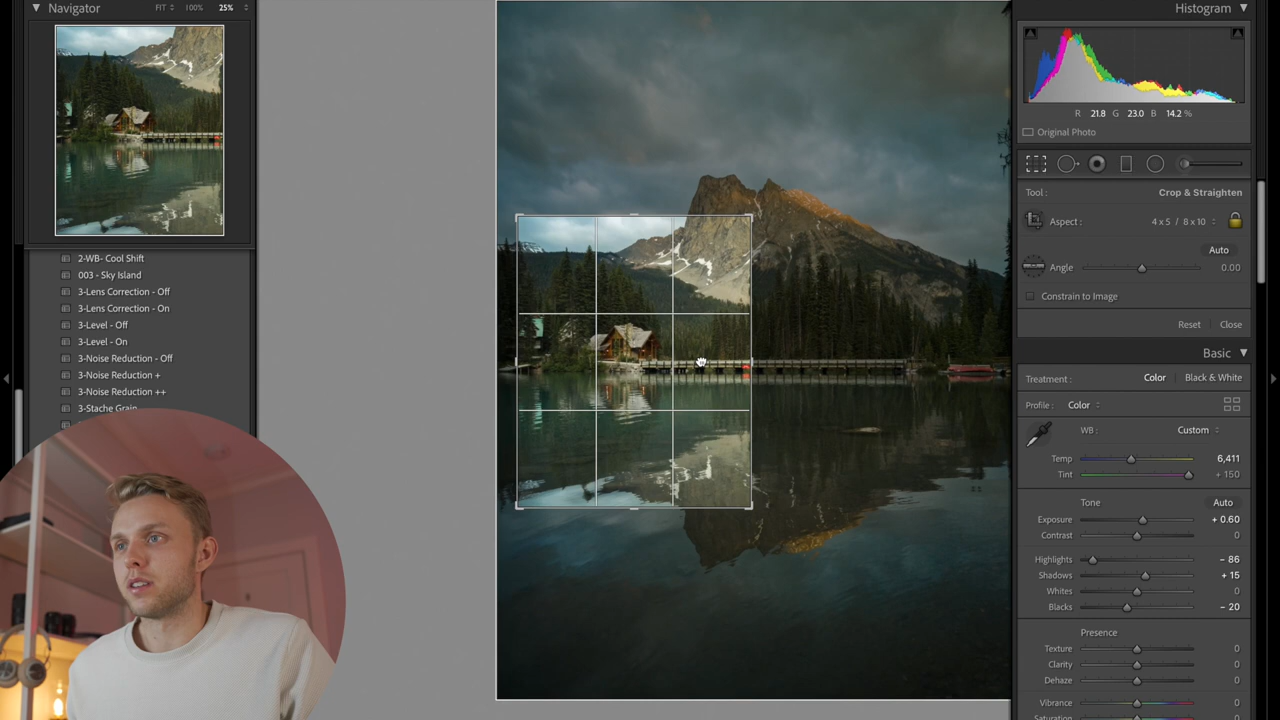 Navigator
FIT 100% 25%
2-WB- Cool Shift
003 - Sky Island
3-Lens Correction - Off
3-Lens Correction - On
3-Level - Off
3-Level - On
3-Noise Reduction - Off
3-Noise Reduction +
3-Noise Reduction ++
3-Stache Grain
Histogram
R 21.8 G 23.0 B 14.2 %
Original Photo
Tool : Crop & Straighten
Aspect : 4 x 5 / 8 x 10
Auto
Angle 0.00
Constrain to Image
Reset Close
Basic
Treatment : Color Black & White
Profile : Color
WB : Custom
Temp 6,411
Tint + 150
Tone Auto
Exposure + 0.60
Contrast 0
Highlights - 86
Shadows + 15
Whites 0
Blacks - 20
Presence
Texture 0
Clarity 0
Dehaze 0
Vibrance 0
Saturation